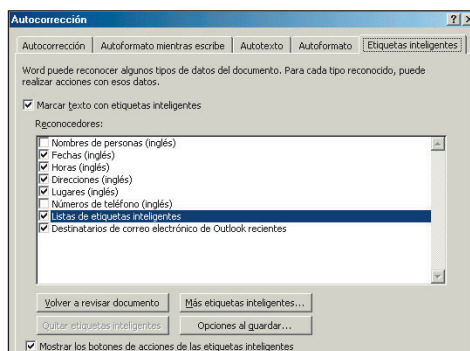 Autocorrección
Autocorrección Autoformato mientras escribe Autotexto Autoformato Etiquetas inteligentes
Word puede reconocer algunos tipos de datos del documento. Para cada tipo reconocido, puede
realizar acciones con esos datos.
Marcar texto con etiquetas inteligentes
Reconocedores:
Nombres de personas (inglés)
Fechas (inglés)
Horas (inglés)
Direcciones (inglés)
Lugares (inglés)
Números de teléfono (inglés)
Listas de etiquetas inteligentes
Destinatarios de correo electrónico de Outlook recientes
Volver a revisar documento Más etiquetas inteligentes...
Quitar etiquetas inteligentes Opciones al guardar...
Mostrar los botones de acciones de las etiquetas inteligentes